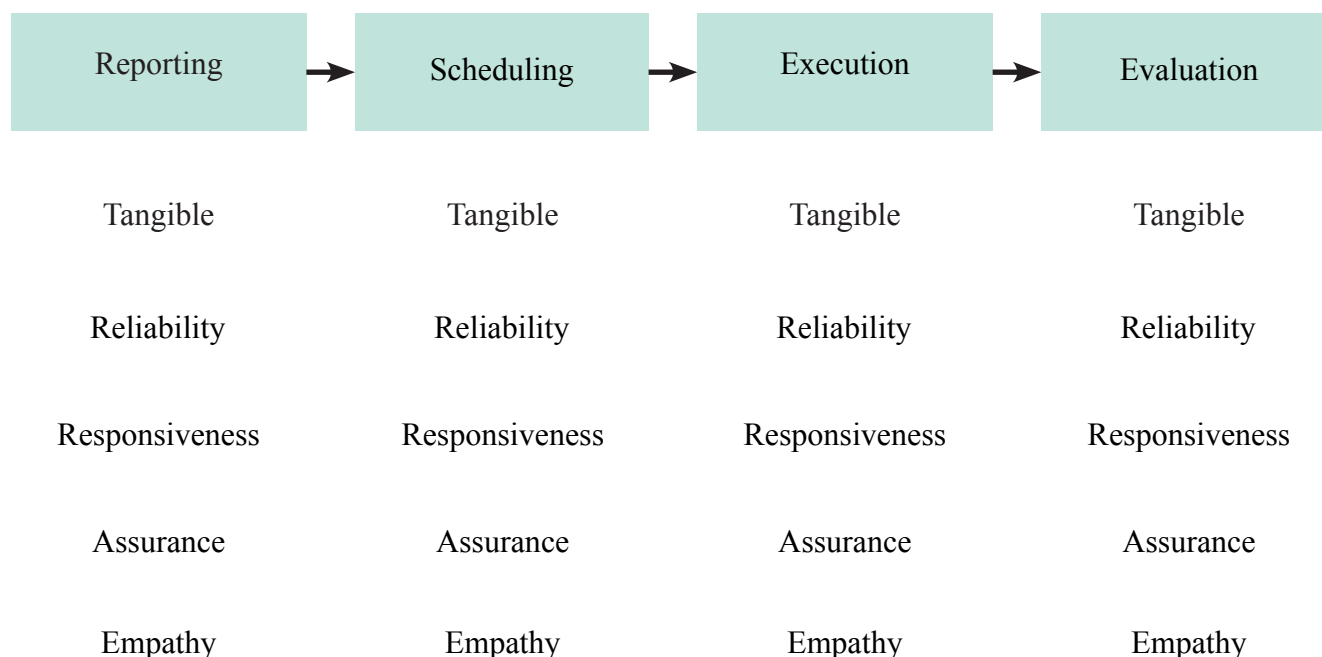 Reporting Scheduling Execution Evaluation
Tangible Tangible Tangible Tangible
Reliability Reliability Reliability Reliability
Responsiveness Responsiveness Responsiveness Responsiveness
Assurance Assurance Assurance Assurance
Empathy Empathy Empathy Empathy